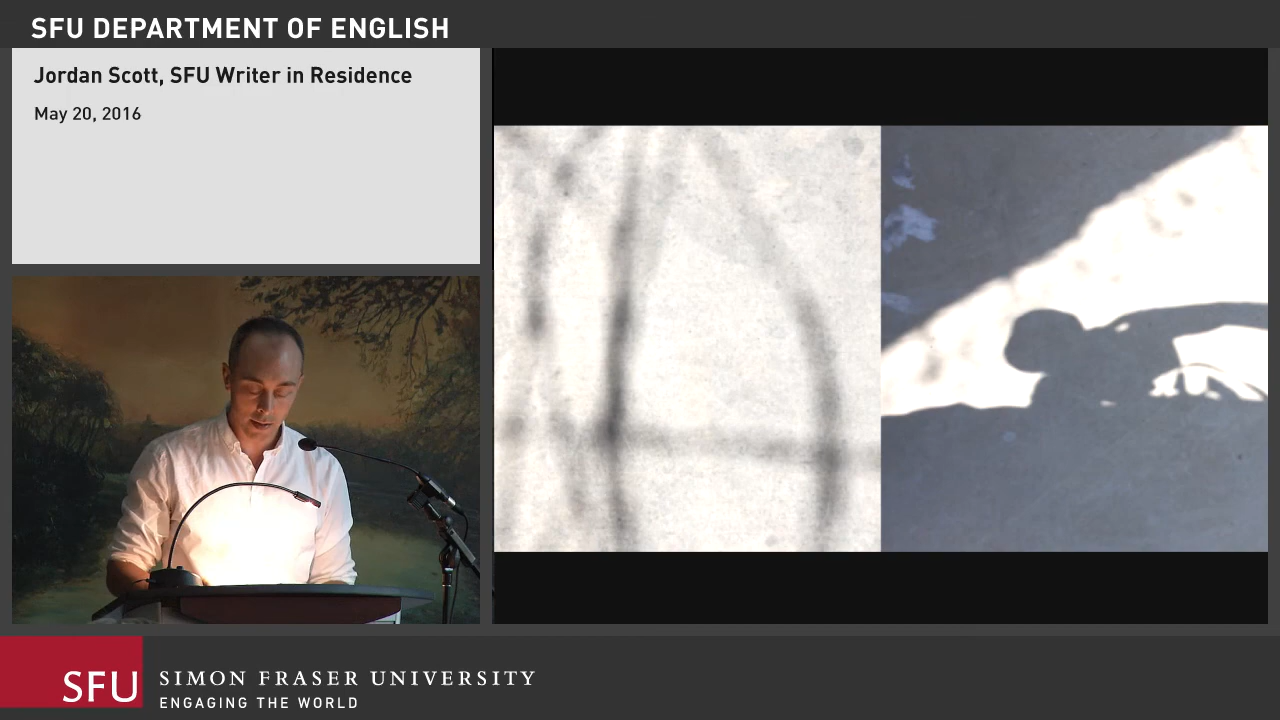 SFU DEPARTMENT OF ENGLISH
Jordan Scott, SFU Writer in Residence
May 20, 2016
SFU
SIMON FRASER UNIVERSITY
ENGAGING THE WORLD